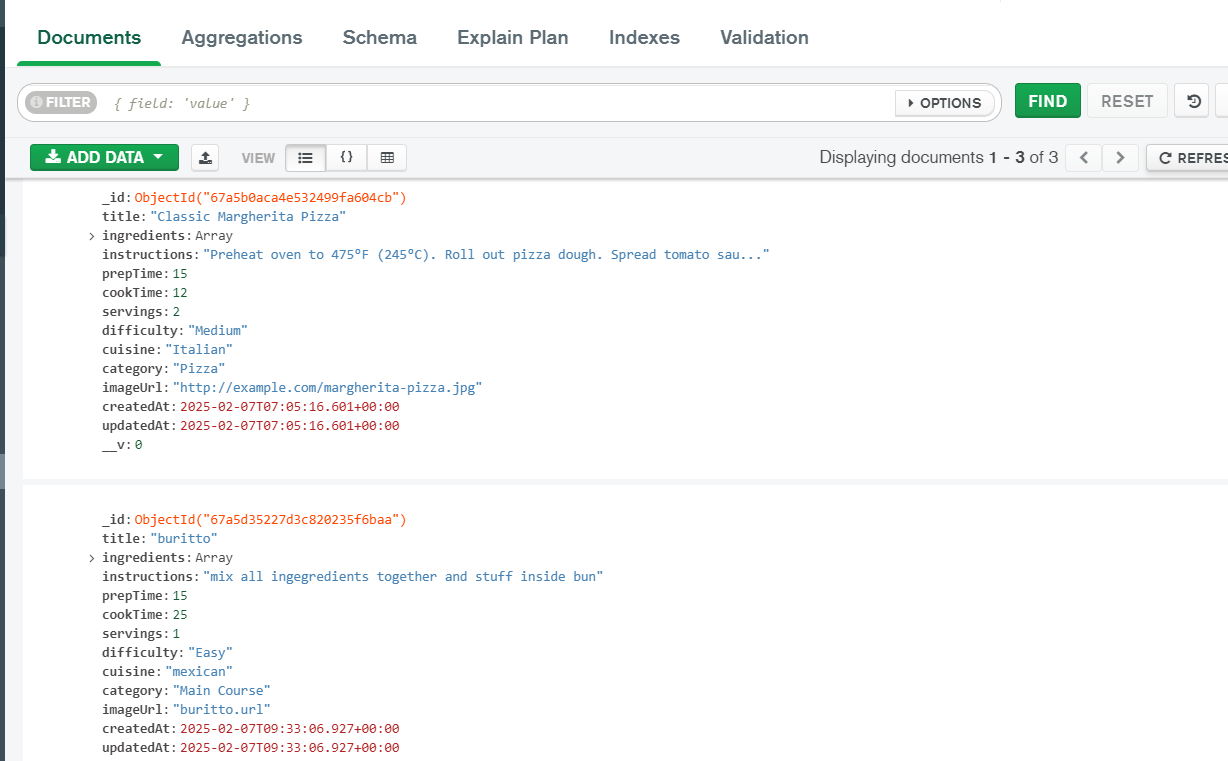 Documents Aggregations Schema Explain Plan Indexes Validation
FILTER { field: 'value' } OPTIONS FIND RESET
ADD DATA VIEW {} Displaying documents 1 - 3 of 3 REFRES
_id: ObjectId("67a5b0aca4e532499fa604cb")
title: "Classic Margherita Pizza"
ingredients: Array
instructions: "Preheat oven to 475°F (245°C). Roll out pizza dough. Spread tomato sau..."
prepTime: 15
cookTime: 12
servings: 2
difficulty: "Medium"
cuisine: "Italian"
category: "Pizza"
imageUrl: "http://example.com/margherita-pizza.jpg"
createdAt: 2025-02-07T07:05:16.601+00:00
updatedAt: 2025-02-07T07:05:16.601+00:00
__v: 0
_id: ObjectId("67a5d35227d3c820235f6baa")
title: "buritto"
ingredients: Array
instructions: "mix all ingegredients together and stuff inside bun"
prepTime: 15
cookTime: 25
servings: 1
difficulty: "Easy"
cuisine: "mexican"
category: "Main Course"
imageUrl: "buritto.url"
createdAt: 2025-02-07T09:33:06.927+00:00
updatedAt: 2025-02-07T09:33:06.927+00:00